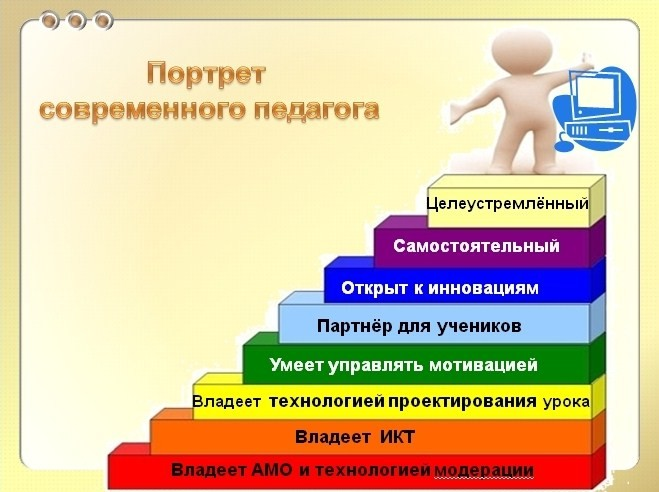 Портрет
современного педагога
Целеустремлённый
Самостоятельный
Открыт к инновациям
Партнёр для учеников
Умеет управлять мотивацией
Владеет технологией проектирования урока
Владеет ИКТ
Владеет АМО и технологией модерации